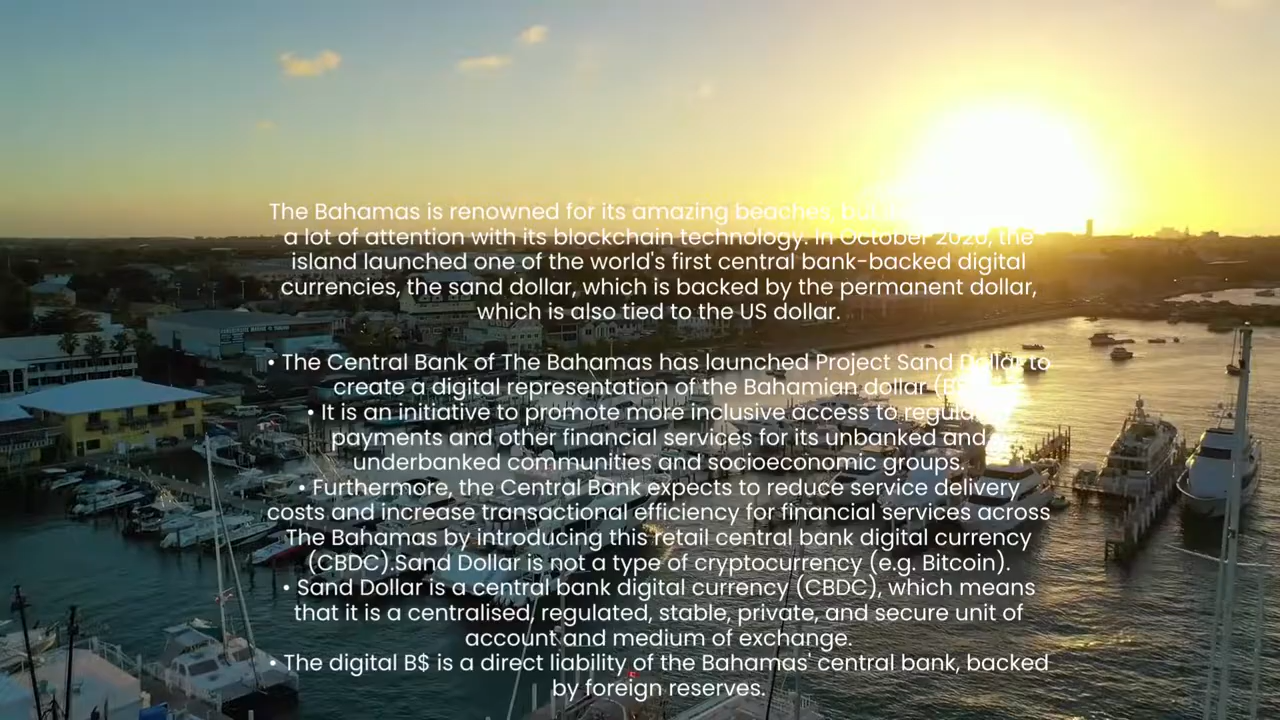 The Bahamas is renowned for its amazing beaches, but
a lot of attention with its blockchain technology. In October 2020, the
island launched one of the world's first central bank-backed digital
currencies, the sand dollar, which is backed by the permanent dollar,
which is also tied to the US dollar.
• The Central Bank of The Bahamas has launched Project Sand Dollar to
create a digital representation of the Bahamian dollar
• It is an initiative to promote more inclusive access to
payments and other financial services for its unbanked and
underbanked communities and socioeconomic groups.
• Furthermore, the Central Bank expects to reduce service delivery
costs and increase transactional efficiency for financial services across
The Bahamas by introducing this retail central bank digital currency
(CBDC).Sand Dollar is not a type of cryptocurrency (e.g. Bitcoin).
• Sand Dollar is a central bank digital currency (CBDC), which means
that it is a centralised, regulated, stable, private, and secure unit of
account and medium of exchange.
• The digital B$ is a direct liability of the Bahamas' central bank, backed
by foreign reserves.